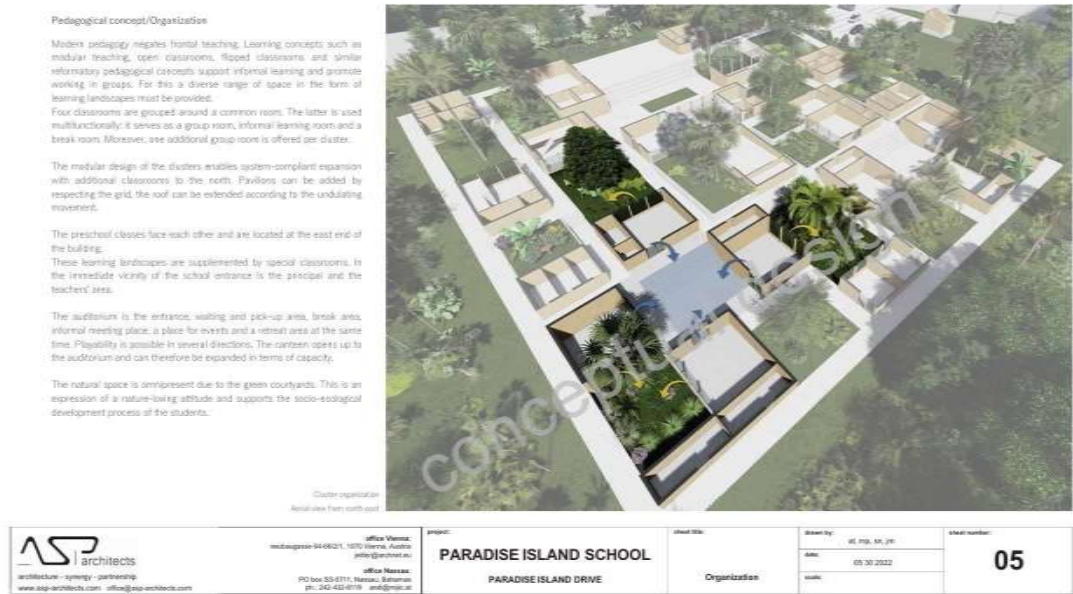 Pedagogical concept/Organization
Modern pedagogy negates frontal teaching. Learning concepts such as
modular teaching, open classrooms, flipped classrooms and similar
reformatory pedagogical concepts support informal learning and promote
working in groups. For this a diverse range of space in the form of
learning landscapes must be provided.
Four classrooms are grouped around a common room. The latter is used
multifunctionally: it serves as a group room, informal learning room and a
break room. Moreover, one additional group room is offered per cluster.
The modular design of the clusters enables system-compliant expansion
with additional classrooms to the north. Pavilions can be added by
respecting the grid, the roof can be extended according to the undulating
movement.
The preschool classes face each other and are located at the east end of
the building.
These learning landscapes are supplemented by special classrooms. In
the immediate vicinity of the school entrance is the principal and the
teachers' area.
The auditorium is the entrance, waiting and pick-up area, break area,
informal meeting place, a place for events and a retreat area at the same
time. Playability is possible in several directions. The canteen opens up to
the auditorium and can therefore be expanded in terms of capacity.
The natural space is omnipresent due to the green courtyards. This is an
expression of a nature-loving attitude and supports the socio-ecological
development process of the students.
conceptual design
Cluster organization
Aerial view from north east
ASP architects
architecture - synergy - partnership
www.asp-architects.com office@asp-architects.com
office Vienna:
1070 Vienna, Austria
office Nassau:
Nassau, Bahamas
project:
PARADISE ISLAND SCHOOL
PARADISE ISLAND DRIVE
sheet title:
Organization
drawn by:
date:
05 30 2022
scale:
sheet number:
05